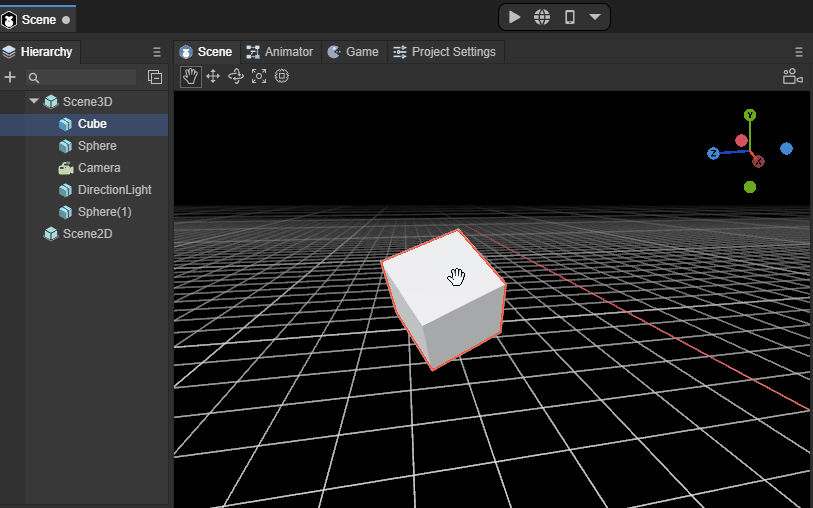 Scene
Hierarchy
Scene Animator Game Project Settings
Scene3D
Cube
Sphere
Camera
DirectionLight
Sphere(1)
Scene2D
Y
Z
X